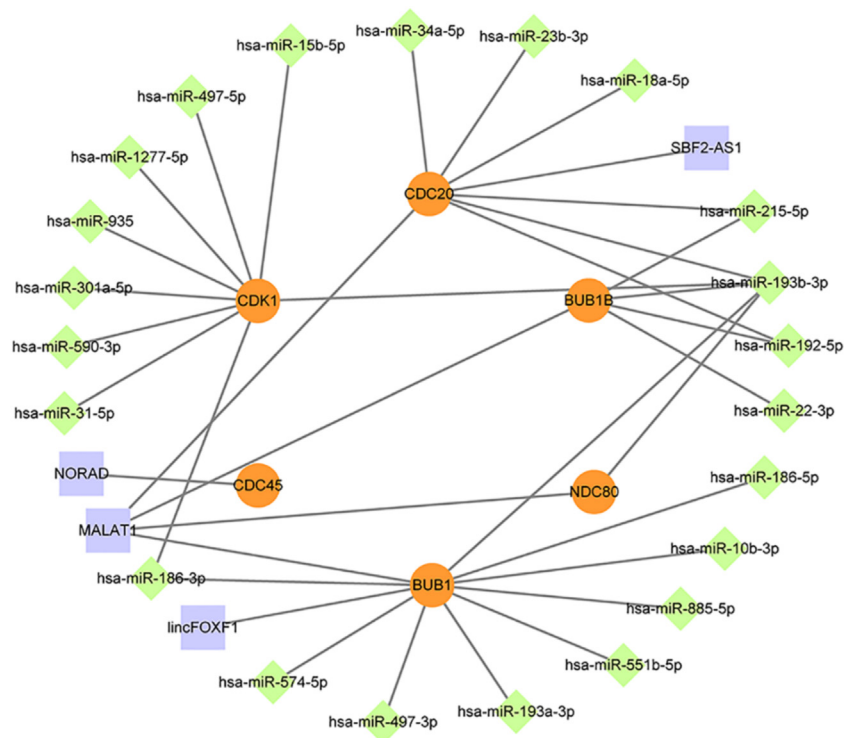 hsa-miR-34a-5p
hsa-miR-23b-3p
hsa-miR-15b-5p
hsa-miR-18a-5p
hsa-miR-497-5p
SBF2-AS1
hsa-miR-1277-5p
CDC20
hsa-miR-215-5p
hsa-miR-935
hsa-miR-193b-3p
hsa-miR-301a-5p
CDK1
BUB1B
hsa-miR-590-3p
hsa-miR-192-5p
hsa-miR-31-5p
hsa-miR-22-3p
NORAD
CDC45
NDC80
hsa-miR-186-5p
MALAT1
hsa-miR-10b-3p
hsa-miR-186-3p
BUB1
hsa-miR-885-5p
lincFOXF1
hsa-miR-551b-5p
hsa-miR-574-5p
hsa-miR-193a-3p
hsa-miR-497-3p